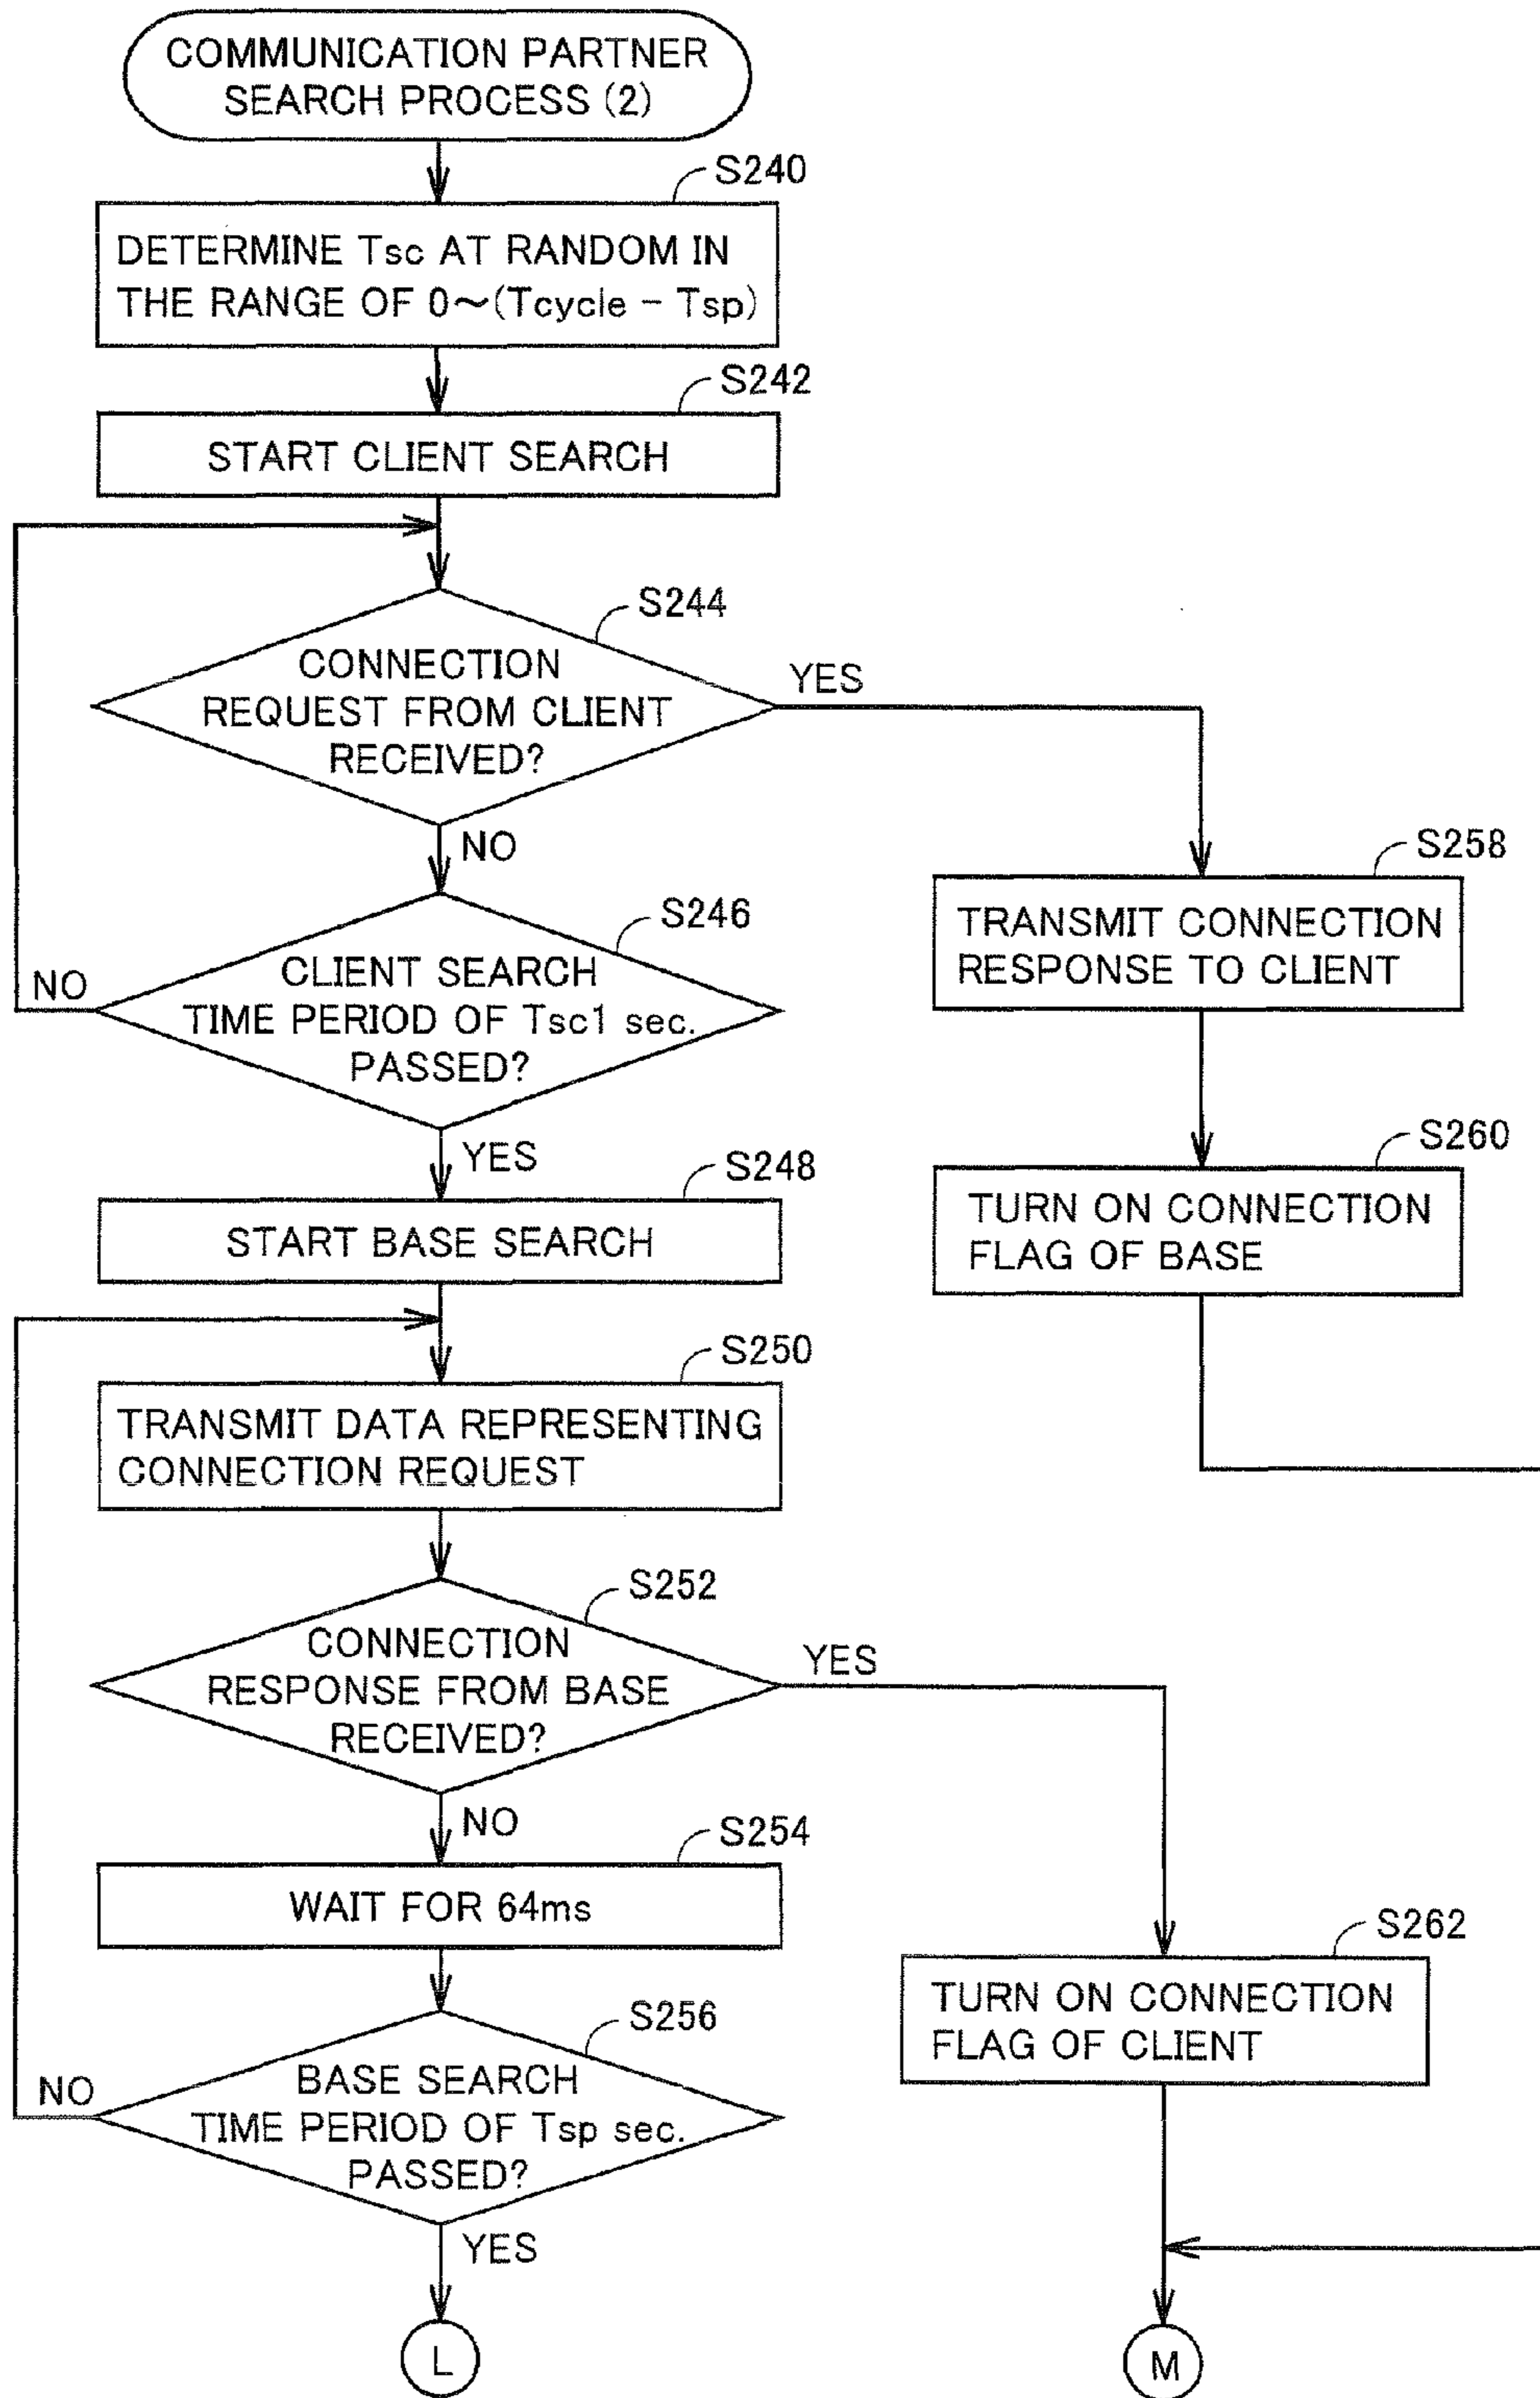 COMMUNICATION PARTNER
SEARCH PROCESS (2)
S240
DETERMINE Tsc AT RANDOM IN
THE RANGE OF 0~(Tcycle - Tsp)
S242
START CLIENT SEARCH
S244
CONNECTION
REQUEST FROM CLIENT
RECEIVED?
YES
NO
S246
CLIENT SEARCH
TIME PERIOD OF Tsc1 sec.
PASSED?
NO
YES
S258
TRANSMIT CONNECTION
RESPONSE TO CLIENT
S260
TURN ON CONNECTION
FLAG OF BASE
S248
START BASE SEARCH
S250
TRANSMIT DATA REPRESENTING
CONNECTION REQUEST
S252
CONNECTION
RESPONSE FROM BASE
RECEIVED?
YES
NO
S254
WAIT FOR 64ms
S256
BASE SEARCH
TIME PERIOD OF Tsp sec.
PASSED?
NO
YES
S262
TURN ON CONNECTION
FLAG OF CLIENT
L
M